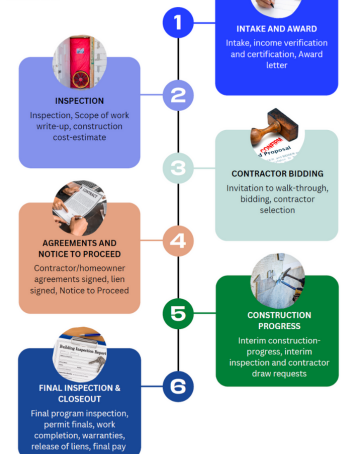 1
INTAKE AND AWARD
Intake, income verification
and certification, Award
letter
INSPECTION
Inspection, Scope of work
write-up, construction
cost-estimate
2
3
CONTRACTOR BIDDING
Invitation to walk-through,
bidding, contractor
selection
AGREEMENTS AND
NOTICE TO PROCEED
Contractor/homeowner
agreements signed, lien
signed, Notice to Proceed
4
5
CONSTRUCTION
PROGRESS
Interim construction-
progress, interim
inspection and contractor
draw requests
Building Inspection Report
FINAL INSPECTION &
CLOSEOUT
Final program inspection,
permit finals, work
completion, warranties,
release of liens, final pay
6